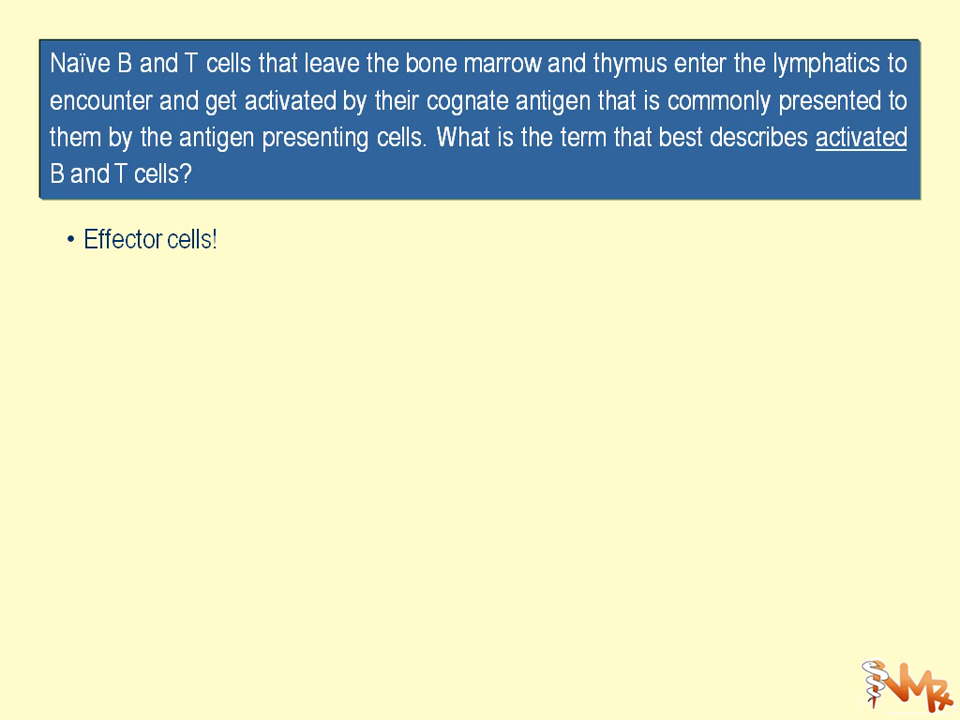 Naïve B and T cells that leave the bone marrow and thymus enter the lymphatics to
encounter and get activated by their cognate antigen that is commonly presented to
them by the antigen presenting cells. What is the term that best describes activated
B and T cells?
• Effector cells!
VMRx